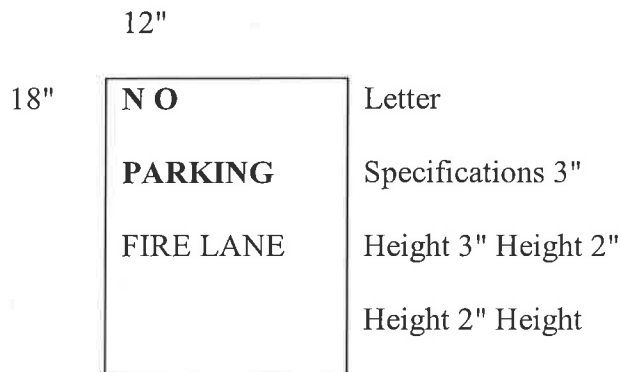 12"
18" N O Letter
PARKING Specifications 3"
FIRE LANE Height 3" Height 2"
Height 2" Height